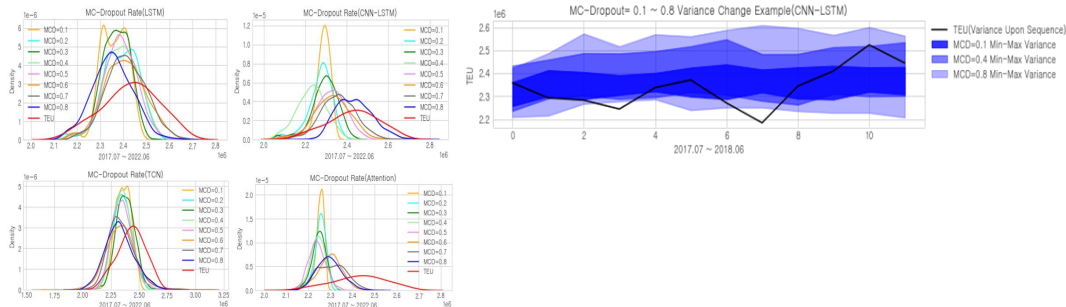 MC-Dropout Rate(LSTM)
1e-6
Density
6
5
4
3
2
1
0
MCD=0.1
MCD=0.2
MCD=0.3
MCD=0.4
MCD=0.5
MCD=0.6
MCD=0.7
MCD=0.8
TEU
2.0 2.1 2.2 2.3 2.4 2.5 2.6 2.7 2.8
1e6
2017.07 ~ 2022.06
MC-Dropout Rate(CNN-LSTM)
1e-5
Density
1.2
1.0
0.8
0.6
0.4
0.2
0.0
MCD=0.1
MCD=0.2
MCD=0.3
MCD=0.4
MCD=0.5
MCD=0.6
MCD=0.7
MCD=0.8
TEU
2.0 2.1 2.2 2.3 2.4 2.5 2.6 2.7 2.8
1e6
2017.07 ~ 2022.06
MC-Dropout= 0.1 ~ 0.8 Variance Change Example(CNN-LSTM)
1e6
TEU
2.6
2.5
2.4
2.3
2.2
0 2 4 6 8 10
2017.07 ~ 2018.06
TEU(Variance Upon Sequence)
MCD=0.1 Min-Max Variance
MCD=0.4 Min-Max Variance
MCD=0.8 Min-Max Variance
MC-Dropout Rate(TCN)
1e-6
Density
5
4
3
2
1
0
MCD=0.1
MCD=0.2
MCD=0.3
MCD=0.4
MCD=0.5
MCD=0.6
MCD=0.7
MCD=0.8
TEU
1.50 1.75 2.00 2.25 2.50 2.75 3.00 3.25
1e6
2017.07 ~ 2022.06
MC-Dropout Rate(Attention)
1e-5
Density
2.0
1.5
1.0
0.5
0.0
MCD=0.1
MCD=0.2
MCD=0.3
MCD=0.4
MCD=0.5
MCD=0.6
MCD=0.7
MCD=0.8
TEU
2.0 2.1 2.2 2.3 2.4 2.5 2.6 2.7 2.8
1e6
2017.07 ~ 2022.06